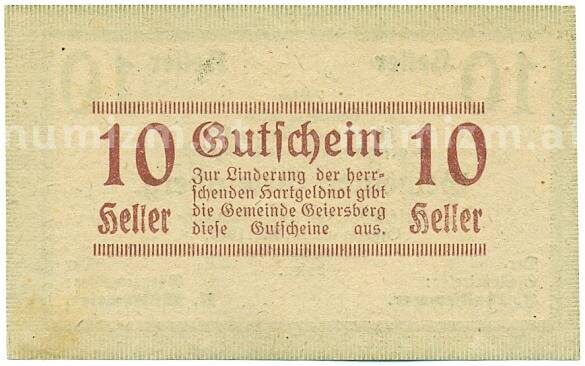 10 Gutschein 10
Zur Linderung der herr-
schenden Hartgeldnot gibt
die Gemeinde Geiersberg
diese Gutscheine aus.
Heller Heller